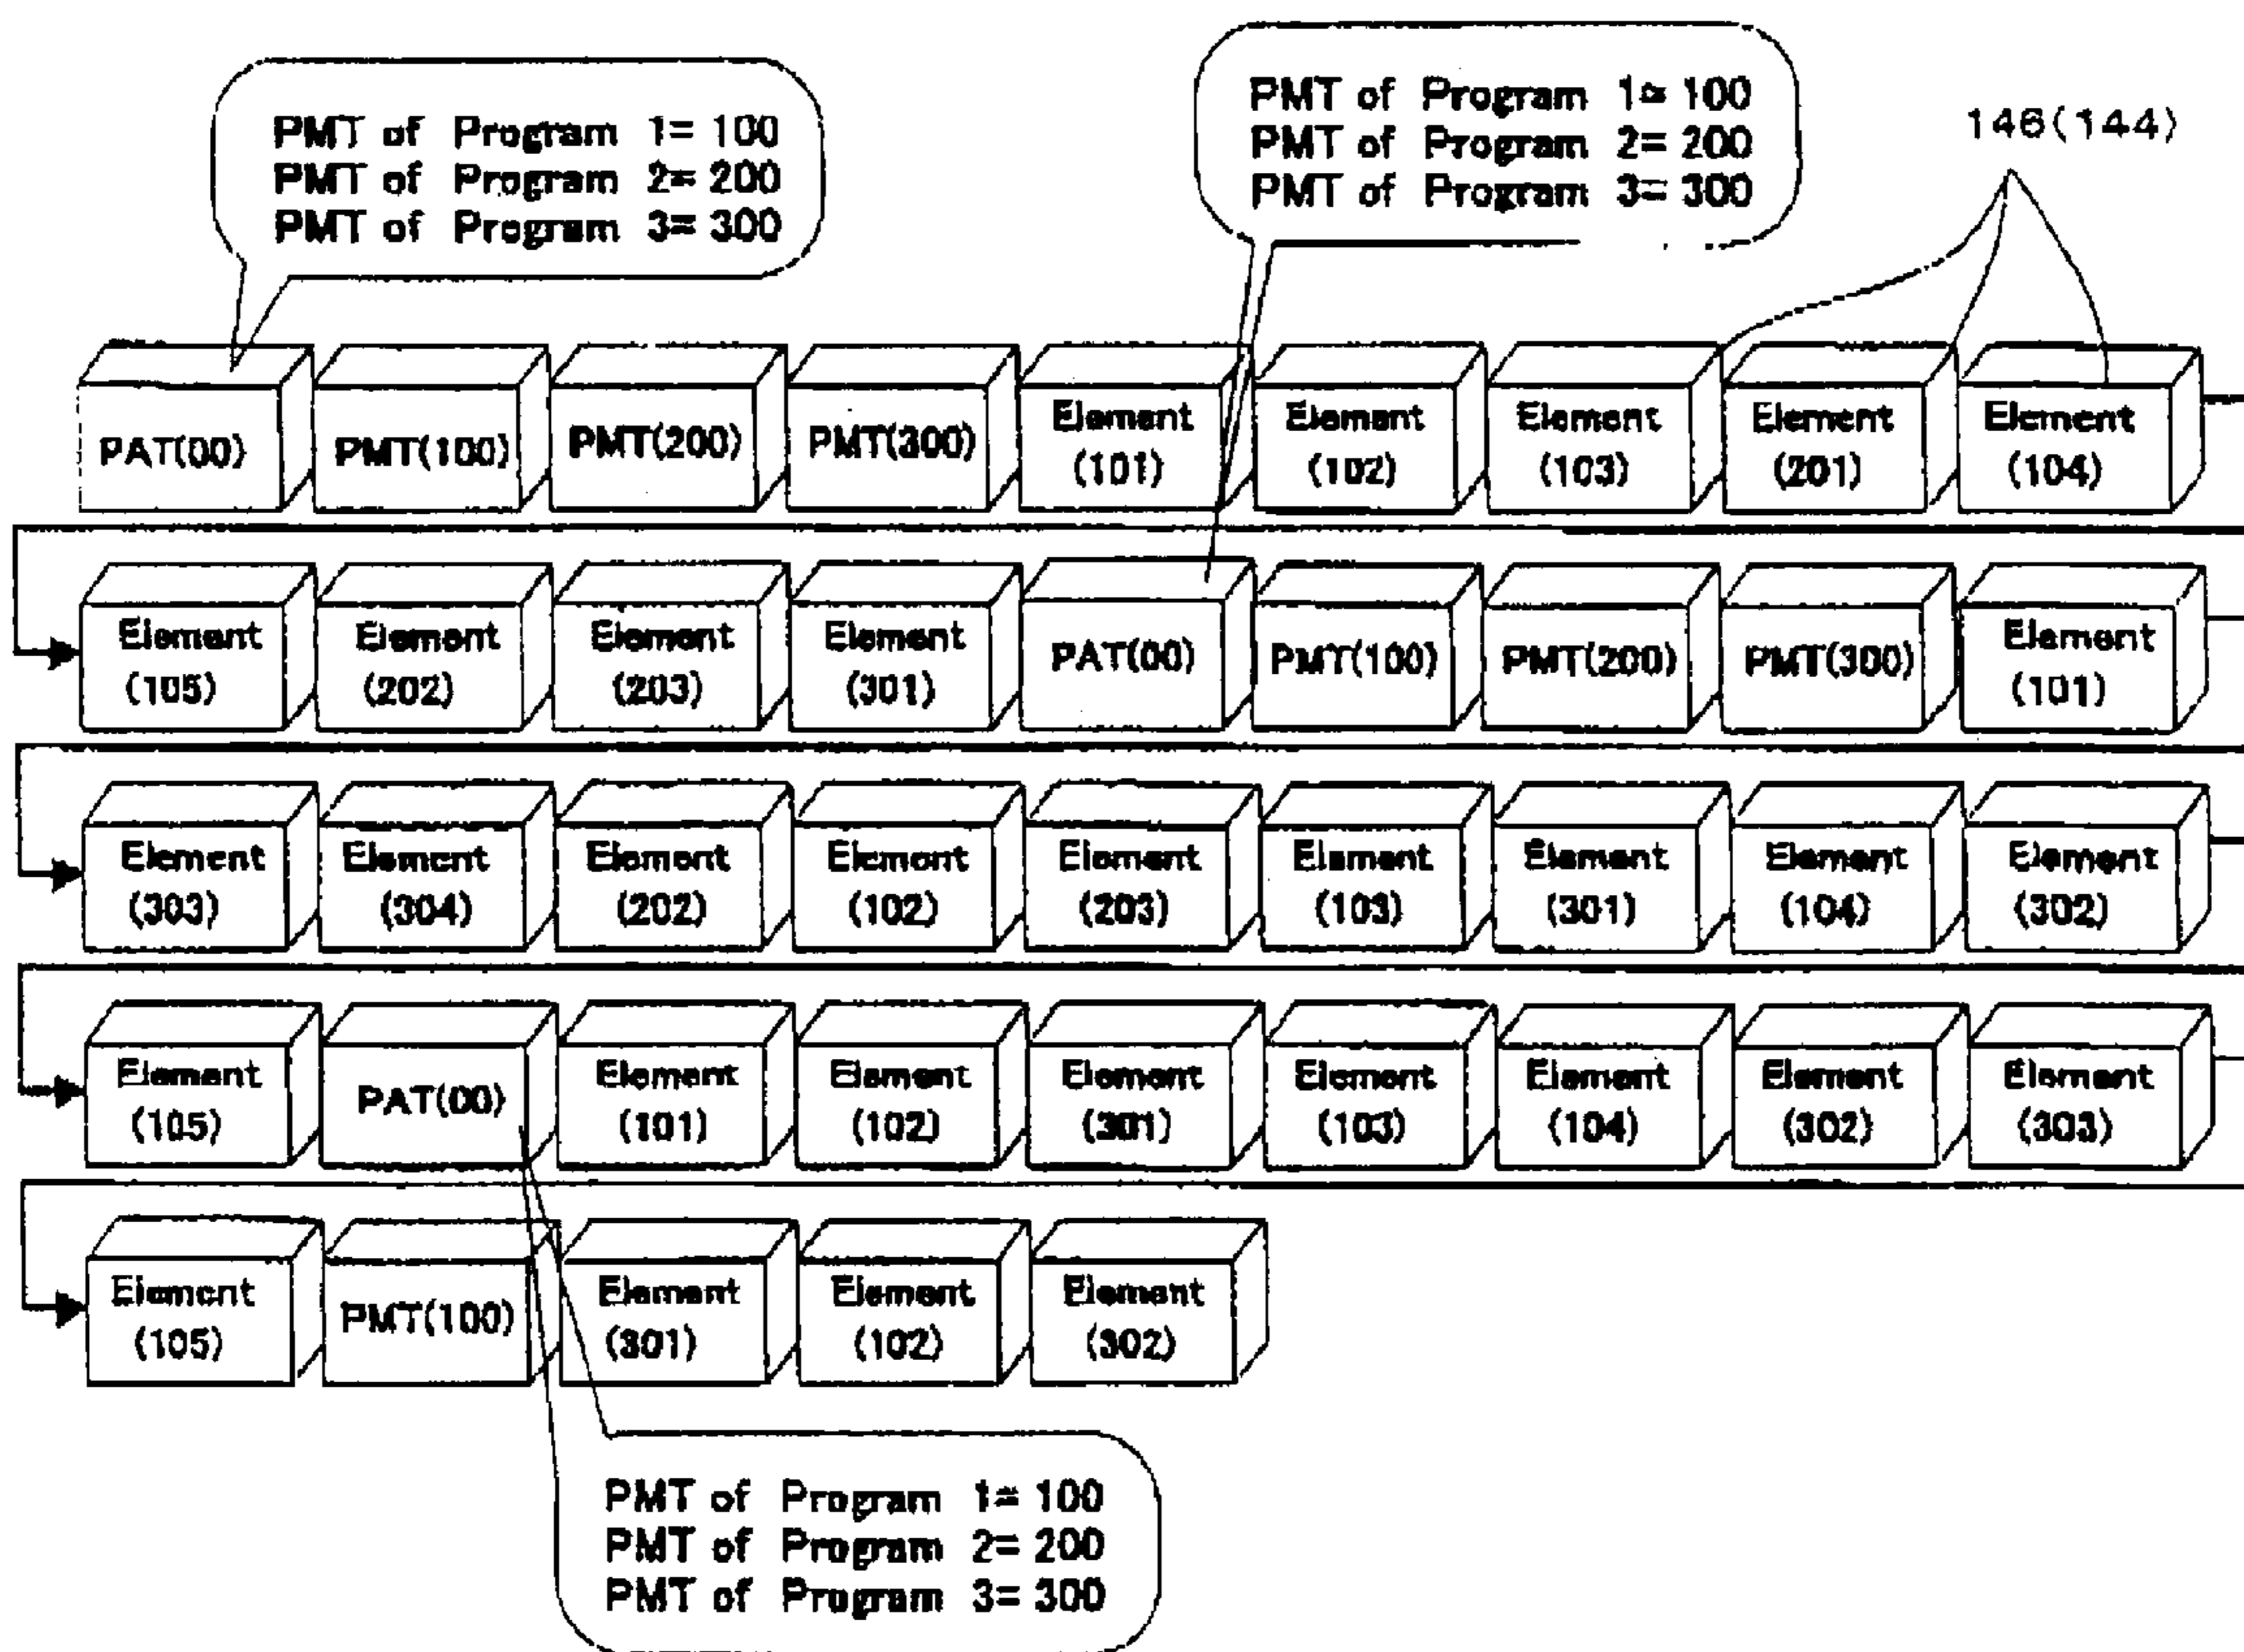 PMT of Program 1= 100
PMT of Program 2= 200
PMT of Program 3= 300
PMT of Program 1= 100
PMT of Program 2= 200
PMT of Program 3= 300
146(144)
PAT(00)
PMT(100)
PMT(200)
PMT(300)
Element
(101)
Element
(102)
Element
(103)
Element
(201)
Element
(104)
Element
(105)
Element
(202)
Element
(203)
Element
(301)
PAT(00)
PMT(100)
PMT(200)
PMT(300)
Element
(101)
Element
(303)
Element
(304)
Element
(202)
Element
(102)
Element
(203)
Element
(103)
Element
(301)
Element
(104)
Element
(302)
Element
(105)
PAT(00)
Element
(101)
Element
(102)
Element
(301)
Element
(103)
Element
(104)
Element
(302)
Element
(303)
Element
(105)
PMT(100)
Element
(301)
Element
(102)
Element
(302)
PMT of Program 1= 100
PMT of Program 2= 200
PMT of Program 3= 300